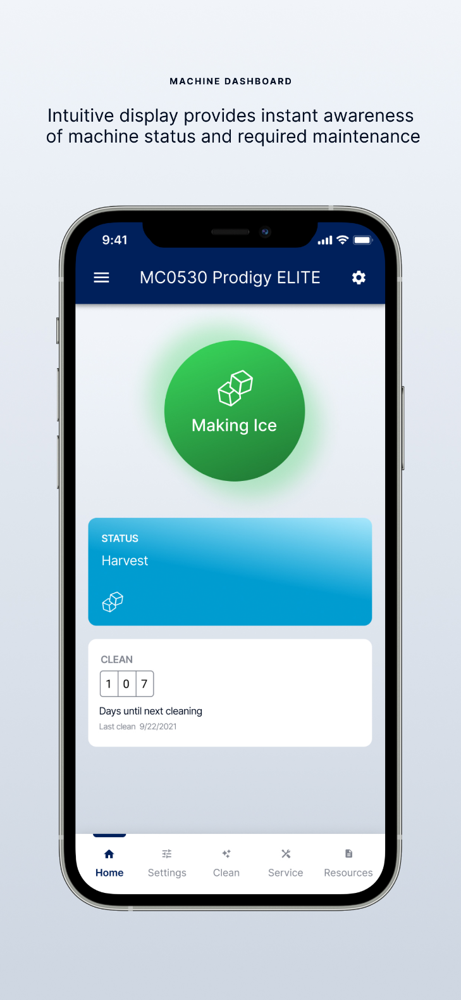 MACHINE DASHBOARD
Intuitive display provides instant awareness
of machine status and required maintenance
9:41
MC0530 Prodigy ELITE
Making Ice
STATUS
Harvest
CLEAN
1 0 7
Days until next cleaning
Last clean 9/22/2021
Home Settings Clean Service Resources